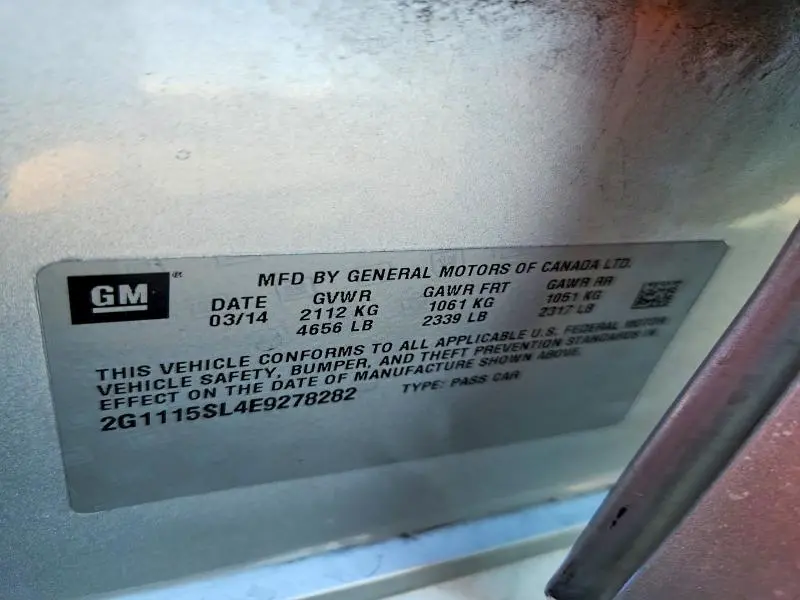 GM®
MFD BY GENERAL MOTORS OF CANADA LTD.
DATE GVWR GAWR FRT GAWR RR
03/14 2112 KG 1061 KG 1051 KG
4656 LB 2339 LB 2317 LB
THIS VEHICLE CONFORMS TO ALL APPLICABLE U.S. FEDERAL MOTOR
VEHICLE SAFETY, BUMPER, AND THEFT PREVENTION STANDARDS IN
EFFECT ON THE DATE OF MANUFACTURE SHOWN ABOVE.
2G1115SL4E9278282 TYPE: PASS CAR